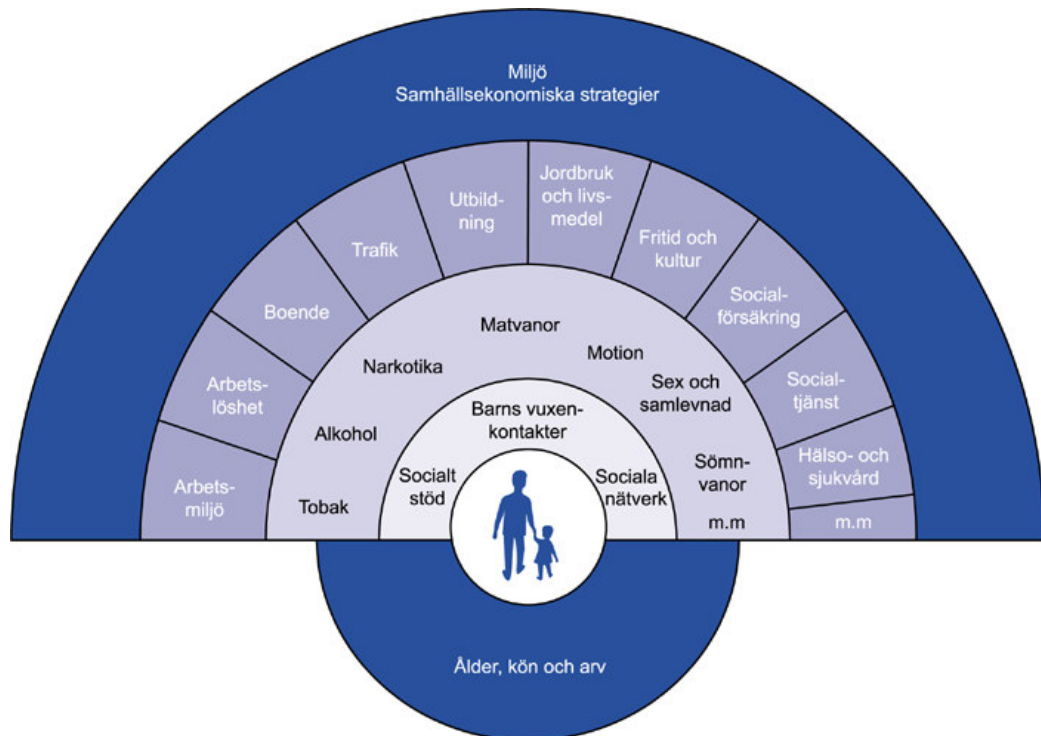 Miljö
Samhällsekonomiska strategier
Arbets-
miljö
Arbets-
löshet
Boende
Trafik
Utbild-
ning
Jordbruk
och livs-
medel
Fritid och
kultur
Social-
försäkring
Social-
tjänst
Hälso- och
sjukvård
m.m
Tobak
Alkohol
Narkotika
Matvanor
Motion
Sex och
samlevnad
Sömn-
vanor
m.m
Socialt
stöd
Barns vuxen-
kontakter
Sociala
nätverk
Ålder, kön och arv